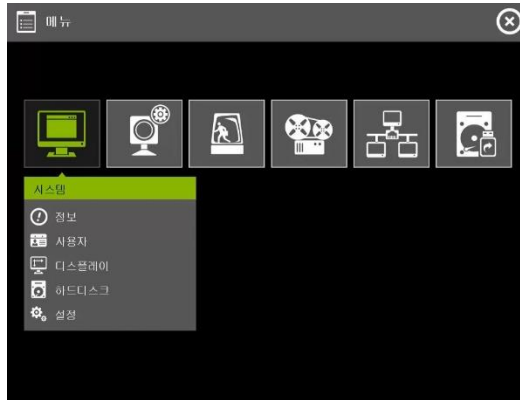 메뉴
시스템
정보
사용자
디스플레이
하드디스크
설정